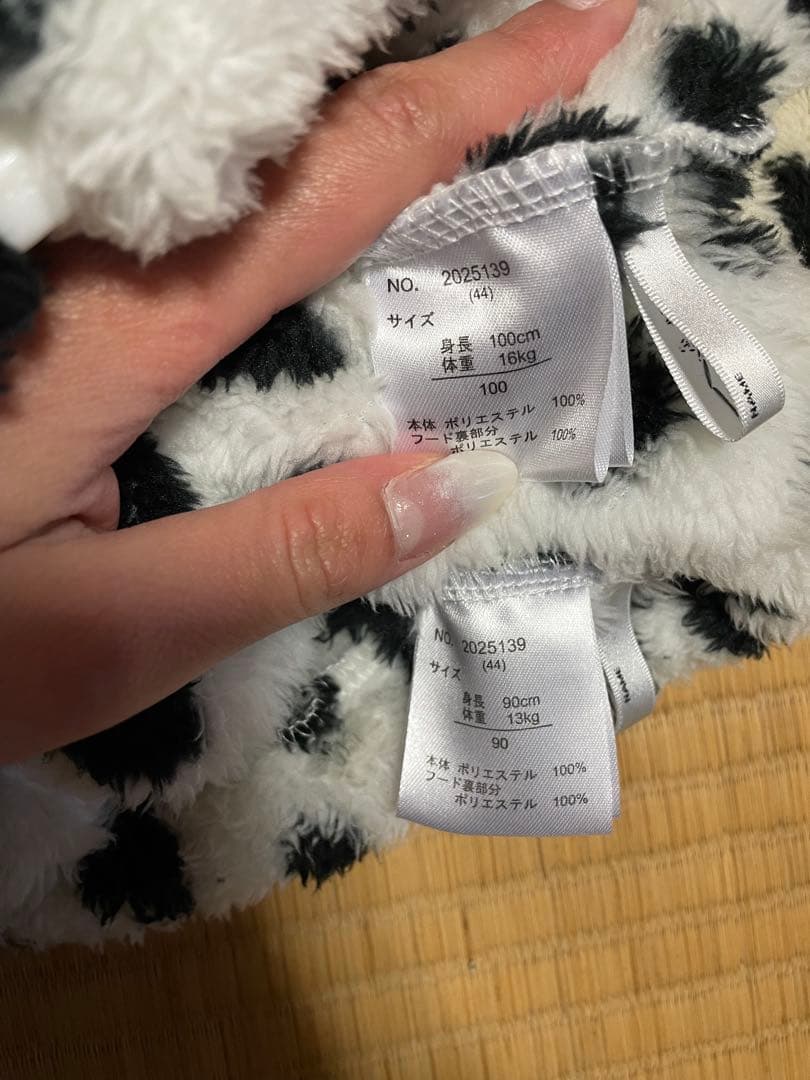 NO. 2025139
(44)
サイズ
身長 100cm
体重 16kg
100
本体 ポリエステル 100%
フード裏部分
ポリエステル 100%
NAME
NO. 2025139
(44)
サイズ
身長 90cm
体重 13kg
90
本体 ポリエステル 100%
フード裏部分
ポリエステル 100%
NAME